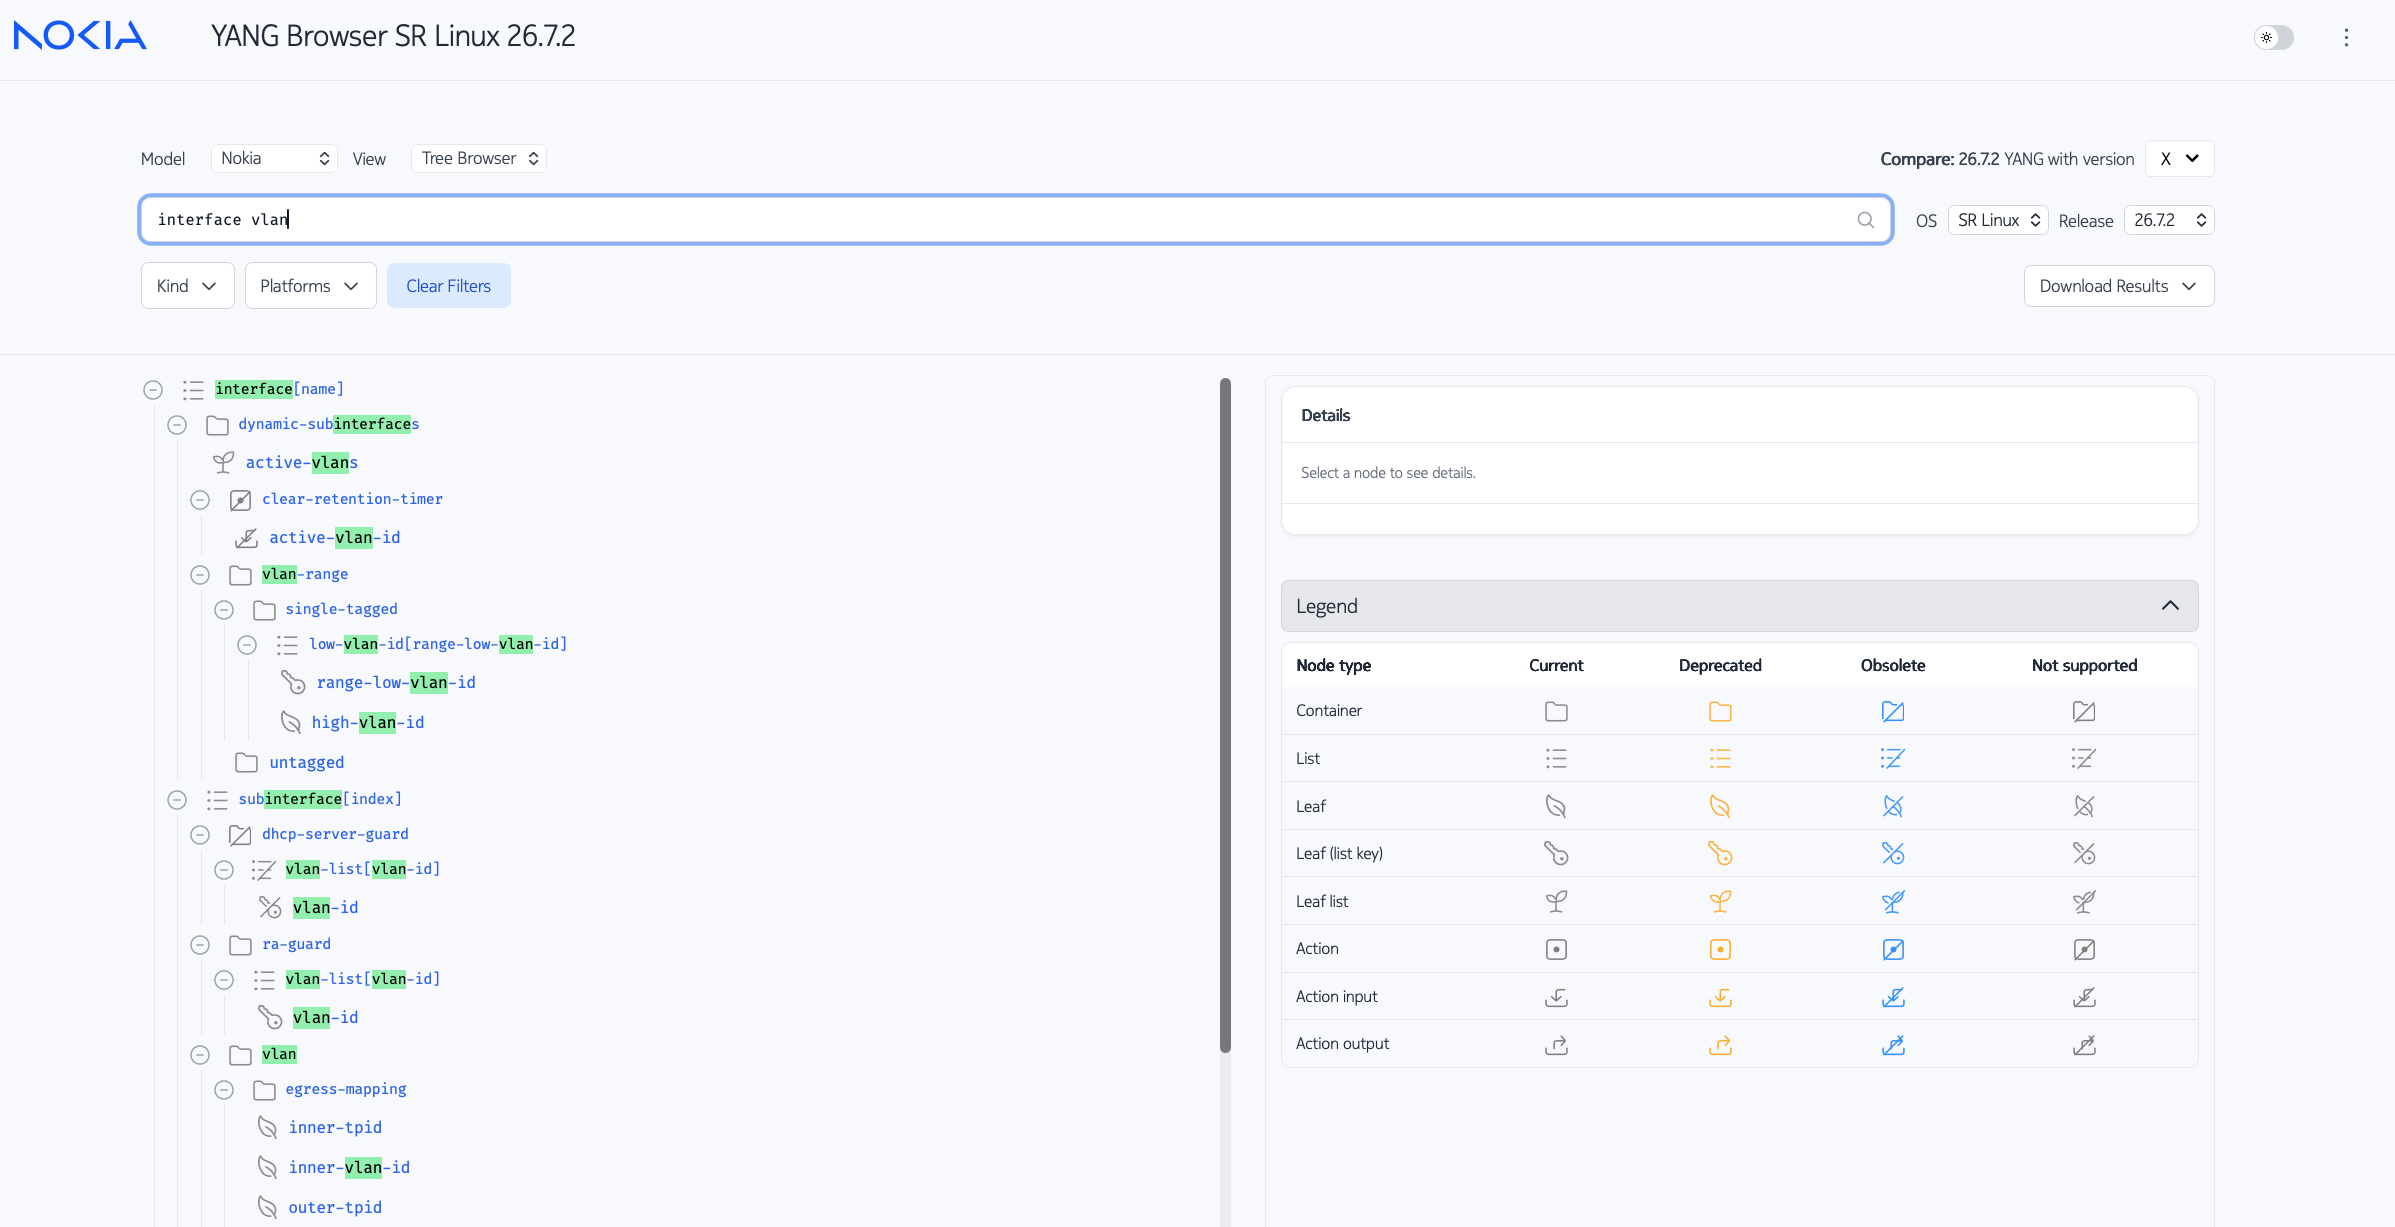 NOKIA
YANG Browser SR Linux 26.7.2
Model Nokia View Tree Browser Compare: 26.7.2 YANG with version X
interface vlan OS SR Linux Release 26.7.2
Kind Platforms Clear Filters Download Results
interface[name]
dynamic-subinterfaces
active-vlans
clear-retention-timer
active-vlan-id
vlan-range
single-tagged
low-vlan-id[range-low-vlan-id]
range-low-vlan-id
high-vlan-id
untagged
subinterface[index]
dhcp-server-guard
vlan-list[vlan-id]
vlan-id
ra-guard
vlan-list[vlan-id]
vlan-id
vlan
egress-mapping
inner-tpid
inner-vlan-id
outer-tpid
Details
Select a node to see details.
Legend
Node type Current Deprecated Obsolete Not supported
Container
List
Leaf
Leaf (list key)
Leaf list
Action
Action input
Action output